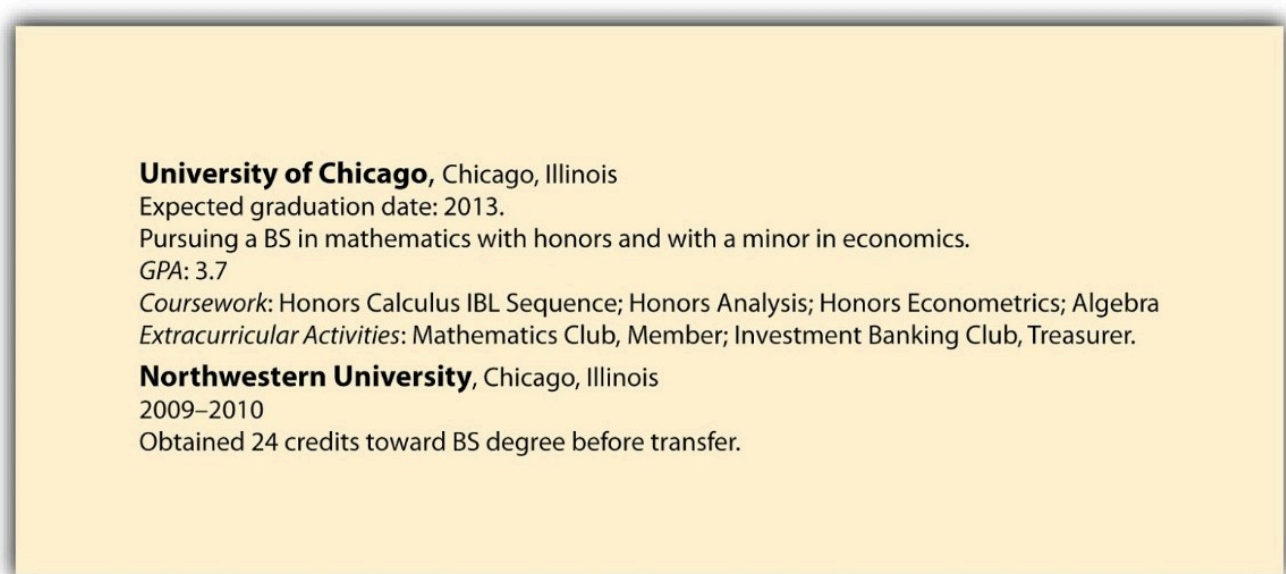 University of Chicago, Chicago, Illinois
Expected graduation date: 2013.
Pursuing a BS in mathematics with honors and with a minor in economics.
GPA: 3.7
Coursework: Honors Calculus IBL Sequence; Honors Analysis; Honors Econometrics; Algebra
Extracurricular Activities: Mathematics Club, Member; Investment Banking Club, Treasurer.
Northwestern University, Chicago, Illinois
2009–2010
Obtained 24 credits toward BS degree before transfer.